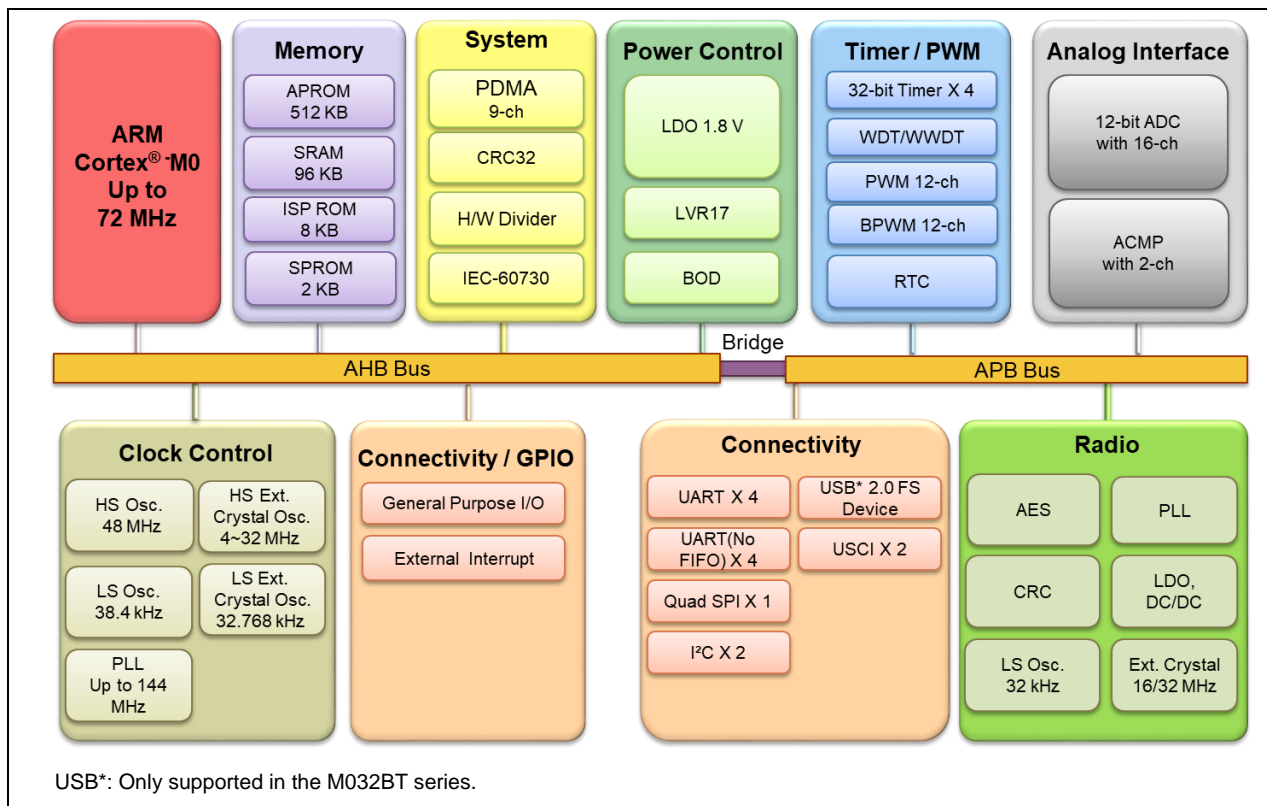 ARM
Cortex® -M0
Up to
72 MHz
Memory
APROM
512 KB
SRAM
96 KB
ISP ROM
8 KB
SPROM
2 KB
System
PDMA
9-ch
CRC32
H/W Divider
IEC-60730
Power Control
LDO 1.8 V
LVR17
BOD
Timer / PWM
32-bit Timer X 4
WDT/WWDT
PWM 12-ch
BPWM 12-ch
RTC
Analog Interface
12-bit ADC
with 16-ch
ACMP
with 2-ch
AHB Bus
Bridge
APB Bus
Clock Control
HS Osc.
48 MHz
HS Ext.
Crystal Osc.
4~32 MHz
LS Osc.
38.4 kHz
LS Ext.
Crystal Osc.
32.768 kHz
PLL
Up to 144
MHz
Connectivity / GPIO
General Purpose I/O
External Interrupt
Connectivity
UART X 4
USB* 2.0 FS
Device
UART(No
FIFO) X 4
USCI X 2
Quad SPI X 1
I²C X 2
Radio
AES
PLL
CRC
LDO,
DC/DC
LS Osc.
32 kHz
Ext. Crystal
16/32 MHz
USB*: Only supported in the M032BT series.